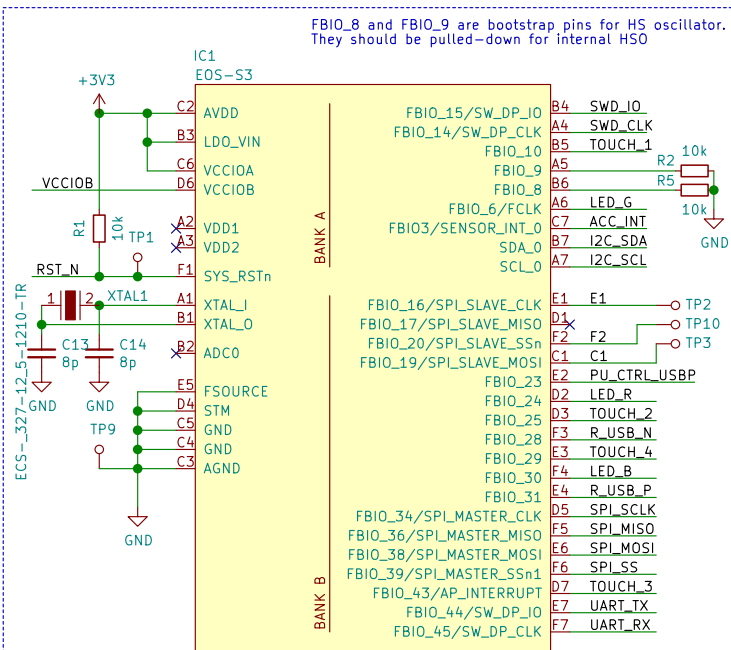 FBIO_8 and FBIO_9 are bootstrap pins for HS oscillator.
They should be pulled-down for internal HSO
IC1
EOS-S3
+3V3
C2 AVDD
B3 LDO_VIN
C6 VCCIOA
VCCIOB D6 VCCIOB
R1 10k
A2 VDD1
A3 VDD2
TP1
RST_N F1 SYS_RSTn
ECS-_327-12_5-1210-TR
1 2 XTAL1
A1 XTAL_I
B1 XTAL_O
C13 8p
C14 8p
B2 ADC0
GND GND
E5 FSOURCE
D4 STM
C5 GND
C4 GND
TP9
C3 AGND
GND
BANK A
FBIO_15/SW_DP_IO B4 SWD_IO
FBIO_14/SW_DP_CLK A4 SWD_CLK
FBIO_10 B5 TOUCH_1
FBIO_9 A5 R2 10k
FBIO_8 B6 R5 10k
GND
FBIO_6/FCLK A6 LED_G
FBIO3/SENSOR_INT_0 C7 ACC_INT
SDA_0 B7 I2C_SDA
SCL_0 A7 I2C_SCL
BANK B
FBIO_16/SPI_SLAVE_CLK E1 E1 TP2
FBIO_17/SPI_SLAVE_MISO D1
FBIO_20/SPI_SLAVE_SSn F2 F2 TP10
FBIO_19/SPI_SLAVE_MOSI C1 C1 TP3
FBIO_23 E2 PU_CTRL_USBP
FBIO_24 D2 LED_R
FBIO_25 D3 TOUCH_2
FBIO_28 F3 R_USB_N
FBIO_29 E3 TOUCH_4
FBIO_30 F4 LED_B
FBIO_31 E4 R_USB_P
FBIO_34/SPI_MASTER_CLK D5 SPI_SCLK
FBIO_36/SPI_MASTER_MISO F5 SPI_MISO
FBIO_38/SPI_MASTER_MOSI E6 SPI_MOSI
FBIO_39/SPI_MASTER_SSn1 F6 SPI_SS
FBIO_43/AP_INTERRUPT D7 TOUCH_3
FBIO_44/SW_DP_IO E7 UART_TX
FBIO_45/SW_DP_CLK F7 UART_RX